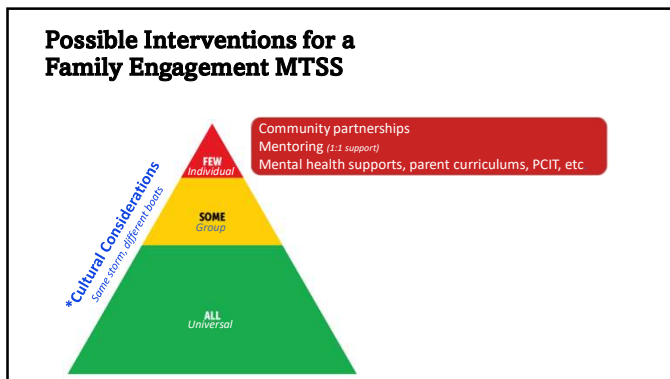 Possible Interventions for a
Family Engagement MTSS
Community partnerships
Mentoring (1:1 support)
Mental health supports, parent curriculums, PCIT, etc
FEW
Individual
*Cultural Considerations
Same storm, different boats
SOME
Group
ALL
Universal